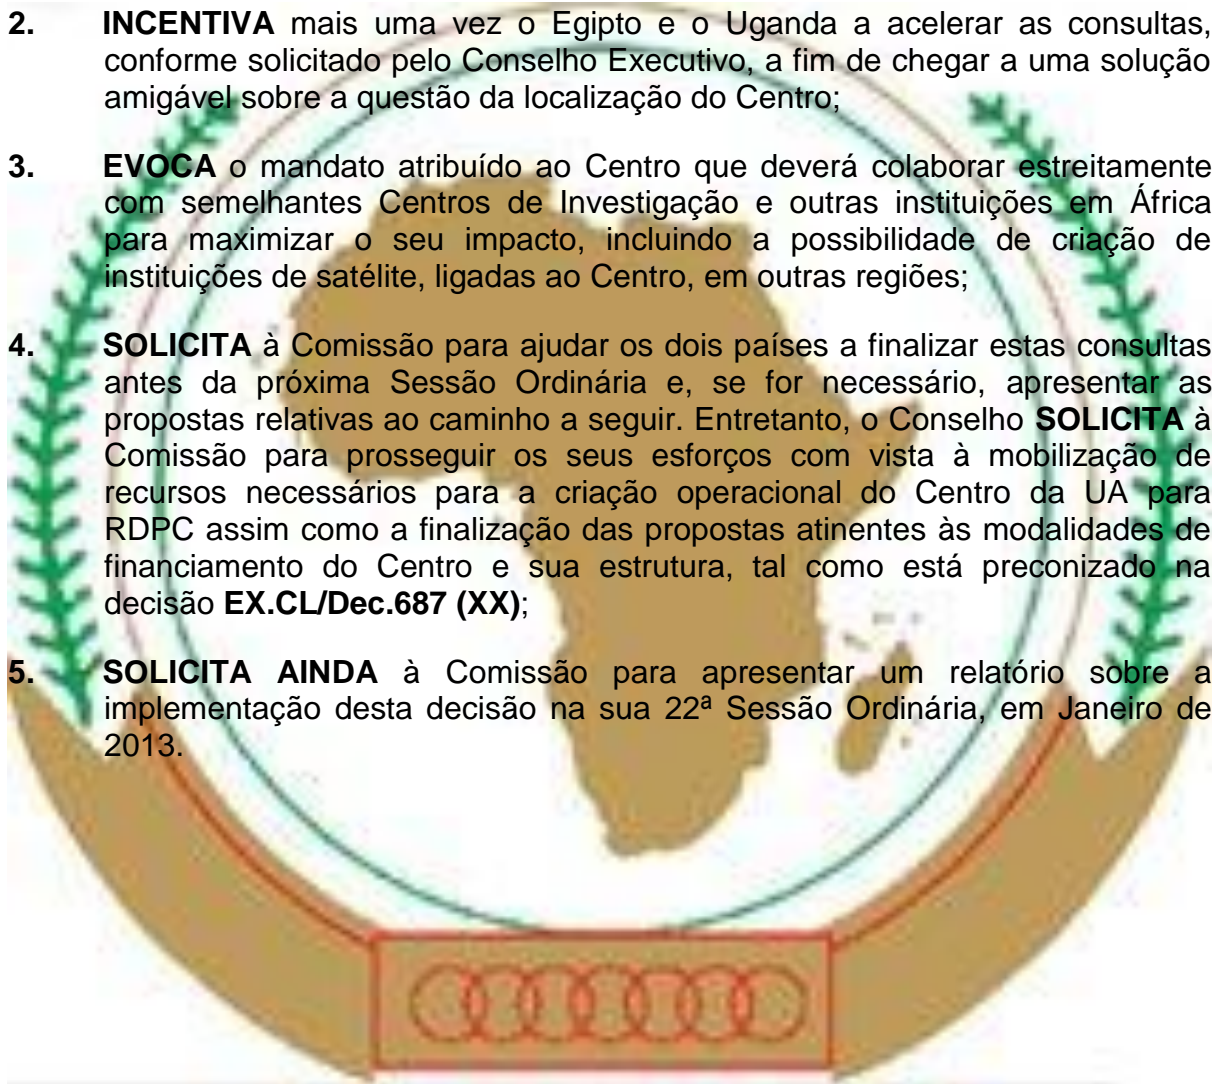 2. INCENTIVA mais uma vez o Egipto e o Uganda a acelerar as consultas,
conforme solicitado pelo Conselho Executivo, a fim de chegar a uma solução
amigável sobre a questão da localização do Centro;
3. EVOCA o mandato atribuído ao Centro que deverá colaborar estreitamente
com semelhantes Centros de Investigação e outras instituições em África
para maximizar o seu impacto, incluindo a possibilidade de criação de
instituições de satélite, ligadas ao Centro, em outras regiões;
4. SOLICITA à Comissão para ajudar os dois países a finalizar estas consultas
antes da próxima Sessão Ordinária e, se for necessário, apresentar as
propostas relativas ao caminho a seguir. Entretanto, o Conselho SOLICITA à
Comissão para prosseguir os seus esforços com vista à mobilização de
recursos necessários para a criação operacional do Centro da UA para
RDPC assim como a finalização das propostas atinentes às modalidades de
financiamento do Centro e sua estrutura, tal como está preconizado na
decisão EX.CL/Dec.687 (XX);
5. SOLICITA AINDA à Comissão para apresentar um relatório sobre a
implementação desta decisão na sua 22ª Sessão Ordinária, em Janeiro de
2013.